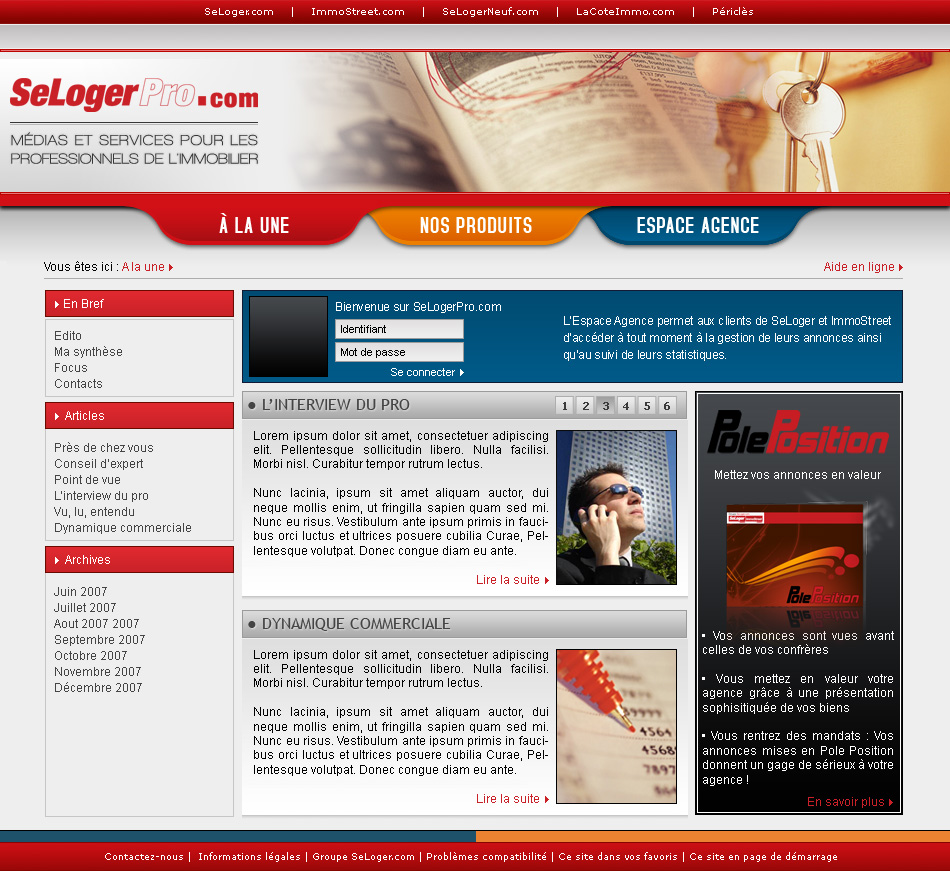 SeLoger.com | ImmoStreet.com | SeLogerNeuf.com | LaCoteImmo.com | Périclès
SeLogerPro.com
MÉDIAS ET SERVICES POUR LES
PROFESSIONNELS DE L'IMMOBILIER
À LA UNE
NOS PRODUITS
ESPACE AGENCE
Vous êtes ici : A la une
Aide en ligne
En Bref
Edito
Ma synthèse
Focus
Contacts
Articles
Près de chez vous
Conseil d'expert
Point de vue
L'interview du pro
Vu, lu, entendu
Dynamique commerciale
Archives
Juin 2007
Juillet 2007
Aout 2007 2007
Septembre 2007
Octobre 2007
Novembre 2007
Décembre 2007
Bienvenue sur SeLogerPro.com
Identifiant
Mot de passe
Se connecter
L'Espace Agence permet aux clients de SeLoger et ImmoStreet
d'accéder à tout moment à la gestion de leurs annonces ainsi
qu'au suivi de leurs statistiques.
• L'INTERVIEW DU PRO
1 2 3 4 5 6
Lorem ipsum dolor sit amet, consectetuer adipiscing
elit. Pellentesque sollicitudin libero. Nulla facilisi.
Morbi nisl. Curabitur tempor rutrum lectus.
Nunc lacinia, ipsum sit amet aliquam auctor, dui
neque mollis enim, ut fringilla sapien quam sed mi.
Nunc eu risus. Vestibulum ante ipsum primis in fauci-
bus orci luctus et ultrices posuere cubilia Curae, Pel-
lentesque volutpat. Donec congue diam eu ante.
Lire la suite
• DYNAMIQUE COMMERCIALE
Lorem ipsum dolor sit amet, consectetuer adipiscing
elit. Pellentesque sollicitudin libero. Nulla facilisi.
Morbi nisl. Curabitur tempor rutrum lectus.
Nunc lacinia, ipsum sit amet aliquam auctor, dui
neque mollis enim, ut fringilla sapien quam sed mi.
Nunc eu risus. Vestibulum ante ipsum primis in fauci-
bus orci luctus et ultrices posuere cubilia Curae, Pel-
lentesque volutpat. Donec congue diam eu ante.
Lire la suite
4564
4568
7897
PolePosition
Mettez vos annonces en valeur
PolePosition
▪ Vos annonces sont vues avant
celles de vos confrères
▪ Vous mettez en valeur votre
agence grâce à une présentation
sophisitiquée de vos biens
▪ Vous rentrez des mandats : Vos
annonces mises en Pole Position
donnent un gage de sérieux à votre
agence !
En savoir plus
Contactez-nous | Informations légales | Groupe SeLoger.com | Problèmes compatibilité | Ce site dans vos favoris | Ce site en page de démarrage